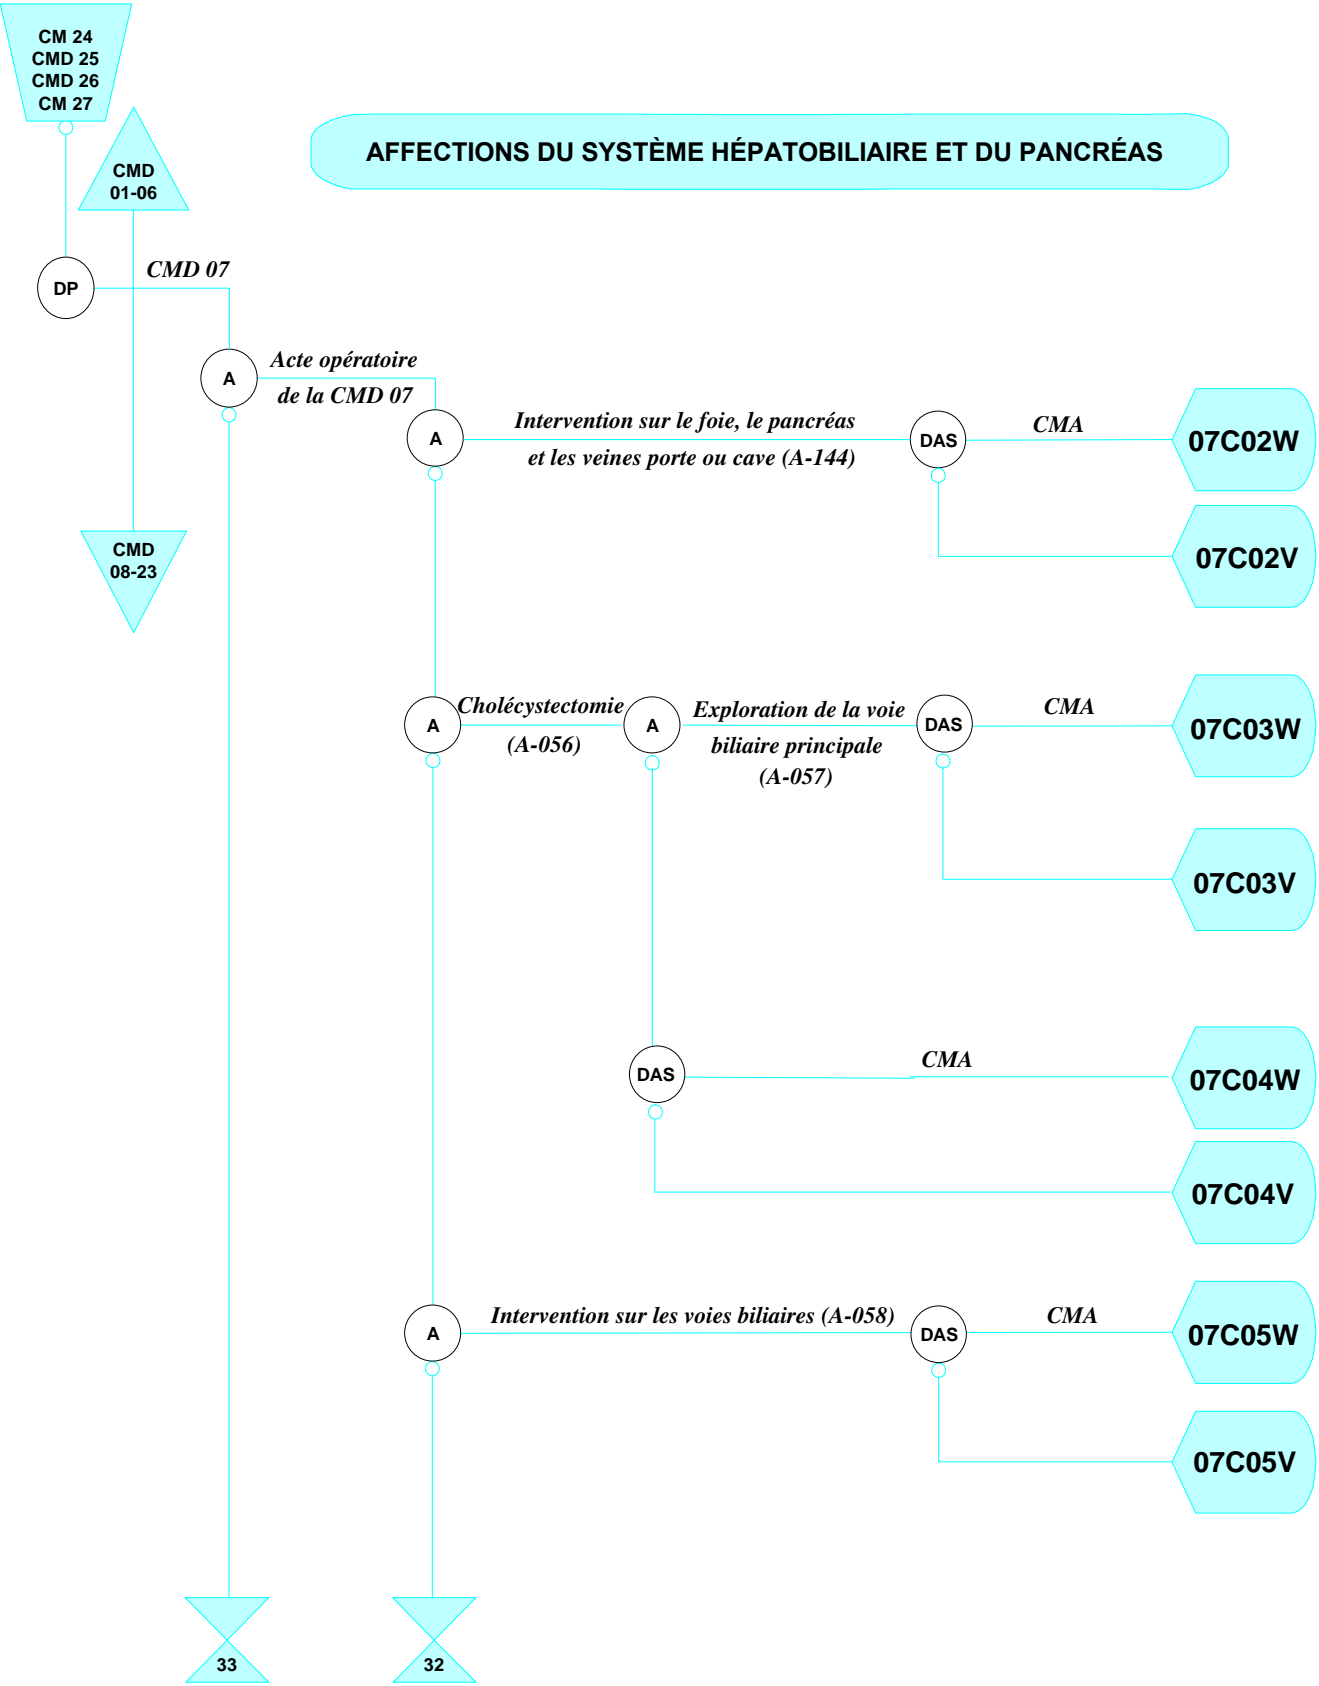 CM 24
CMD 25
CMD 26
CM 27
AFFECTIONS DU SYSTÈME HÉPATOBILIAIRE ET DU PANCRÉAS
CMD
01-06
CMD 07
DP
Acte opératoire
A
de la CMD 07
Intervention sur le foie, le pancréas
CMA
A
DAS
07C02W
et les veines porte ou cave (A-144)
CMD
08-23
07C02V
Cholécystectomie
Exploration de la voie
CMA
A
A
DAS
07C03W
(A-056)
biliaire principale
(A-057)
07C03V
CMA
DAS
07C04W
07C04V
Intervention sur les voies biliaires (A-058)
CMA
A
DAS
07C05W
07C05V
33
32